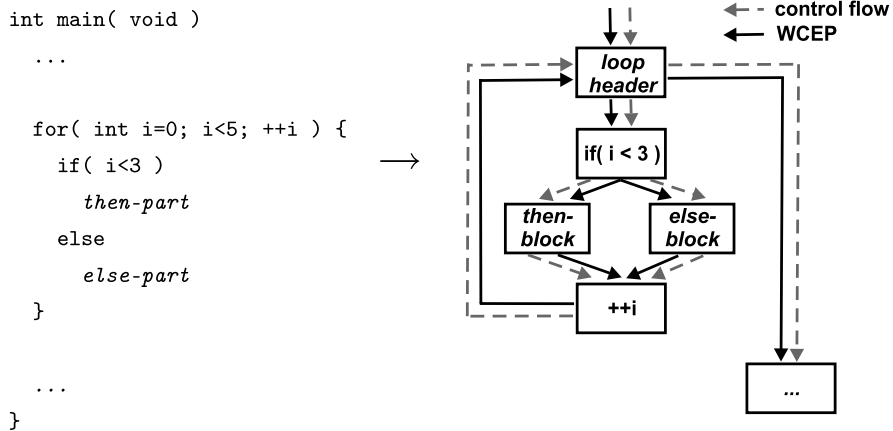 int main( void )
...
for( int i=0; i<5; ++i ) {
if( i<3 )
then-part
else
else-part
}
...
}
control flow
WCEP
loop
header
if( i < 3 )
then-
block
else-
block
++i
...